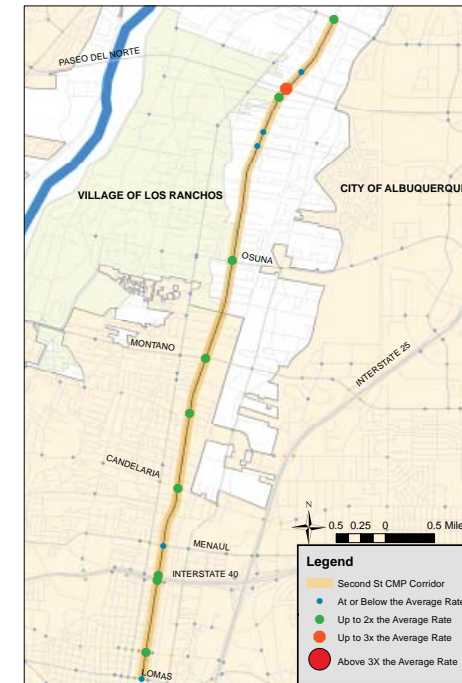 PASEO DEL NORTE
VILLAGE OF LOS RANCHOS
CITY OF ALBUQUERQUE
OSUNA
MONTANO
INTERSTATE 25
CANDELARIA
N
0.5 0.25 0 0.5 Mile
MENAUL
INTERSTATE 40
LOMAS
Legend
Second St CMP Corridor
At or Below the Average Rate
Up to 2x the Average Rate
Up to 3x the Average Rate
Above 3X the Average Rate